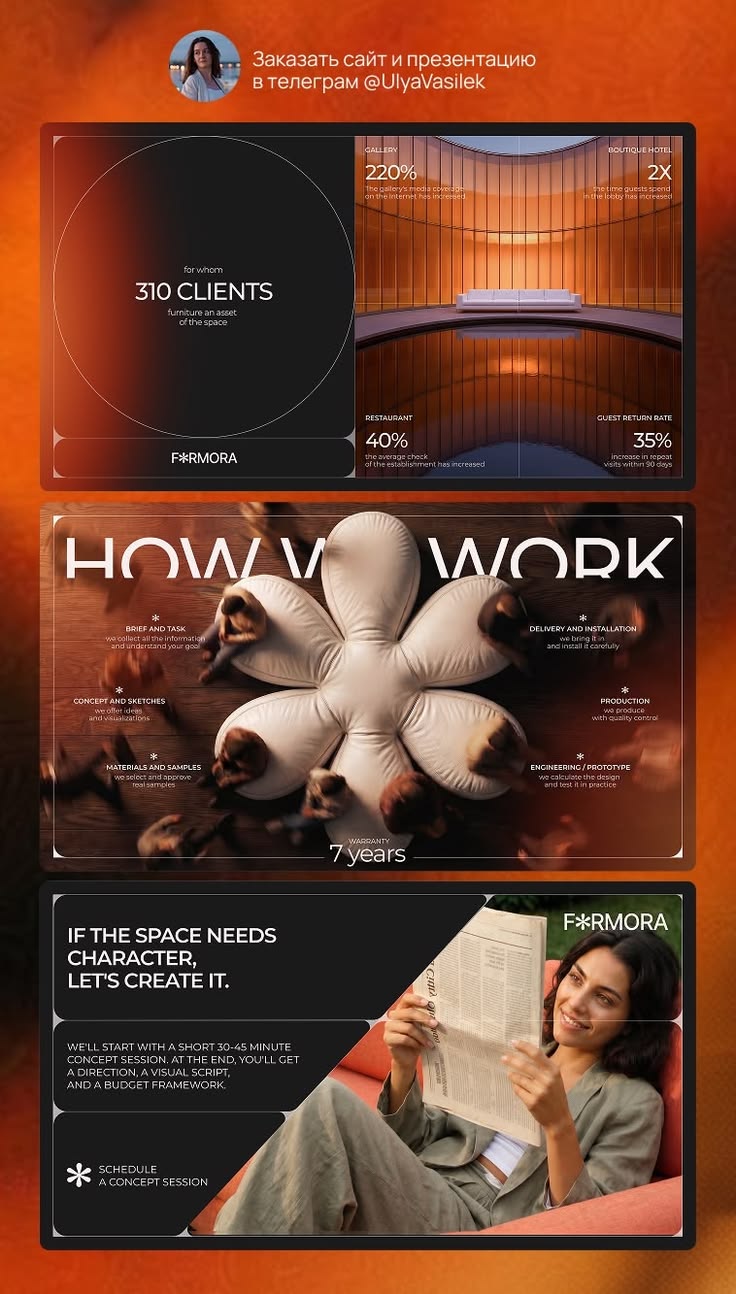 Заказать сайт и презентацию
в телеграм @UlyaVasilek
for whom
310 CLIENTS
furniture an asset
of the space
F*RMORA
GALLERY
220%
The gallery's media coverage
on the Internet has increased
BOUTIQUE HOTEL
2X
the time guests spend
in the lobby has increased
RESTAURANT
40%
the average check
of the establishment has increased
GUEST RETURN RATE
35%
increase in repeat
visits within 90 days
HOW W WORK
BRIEF AND TASK
we collect all the information
and understand your goal
CONCEPT AND SKETCHES
we offer ideas
and visualizations
MATERIALS AND SAMPLES
we select and approve
real samples
DELIVERY AND INSTALLATION
we bring it in
and install it carefully
PRODUCTION
we produce
with quality control
ENGINEERING / PROTOTYPE
we calculate the design
and test it in practice
WARRANTY
7 years
IF THE SPACE NEEDS
CHARACTER,
LET'S CREATE IT.
WE'LL START WITH A SHORT 30-45 MINUTE
CONCEPT SESSION. AT THE END, YOU'LL GET
A DIRECTION, A VISUAL SCRIPT,
AND A BUDGET FRAMEWORK.
SCHEDULE
A CONCEPT SESSION
F*RMORA